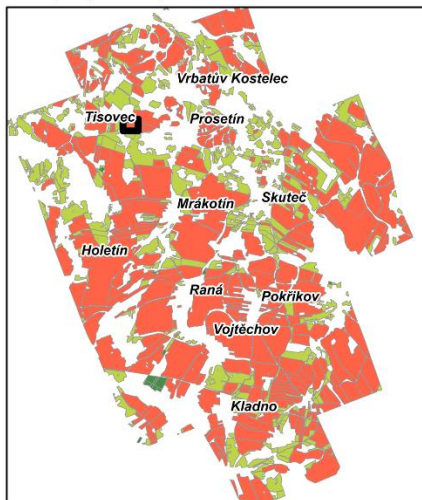 Vrbatův Kostelec
Tisovec
Prosetín
Mrákotín
Skuteč
Holetín
Raná
Pokřikov
Vojtěchov
Kladno